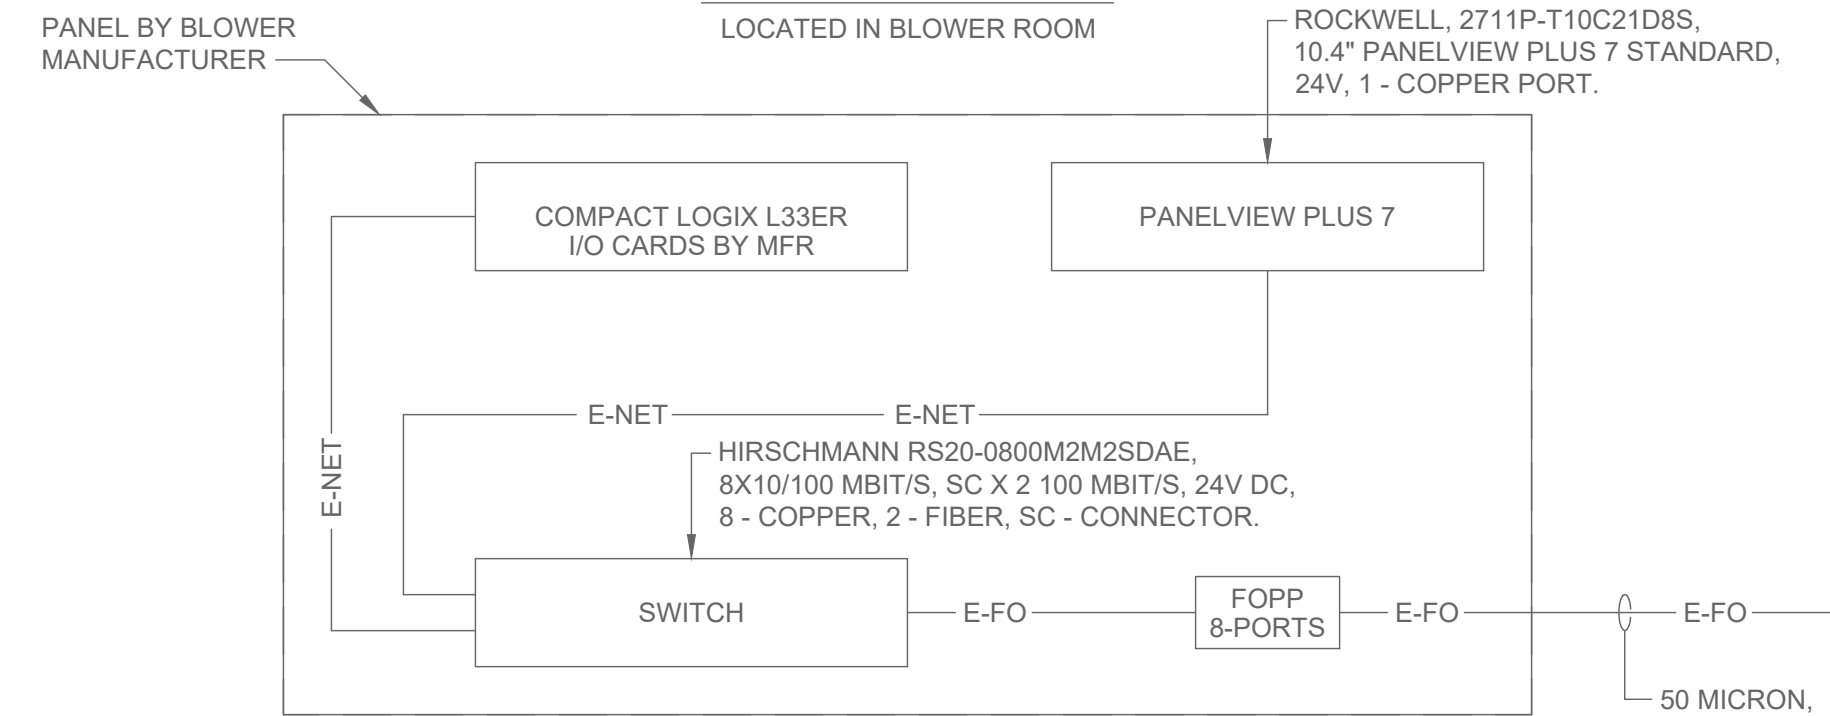 PANEL BY BLOWER
MANUFACTURER
LOCATED IN BLOWER ROOM
ROCKWELL, 2711P-T10C21D8S,
10.4" PANELVIEW PLUS 7 STANDARD,
24V, 1 - COPPER PORT.
COMPACT LOGIX L33ER
I/O CARDS BY MFR
PANELVIEW PLUS 7
E-NET
E-NET
E-NET
HIRSCHMANN RS20-0800M2M2SDAE,
8X10/100 MBIT/S, SC X 2 100 MBIT/S, 24V DC,
8 - COPPER, 2 - FIBER, SC - CONNECTOR.
SWITCH
E-FO
FOPP
8-PORTS
E-FO
E-FO
50 MICRON,